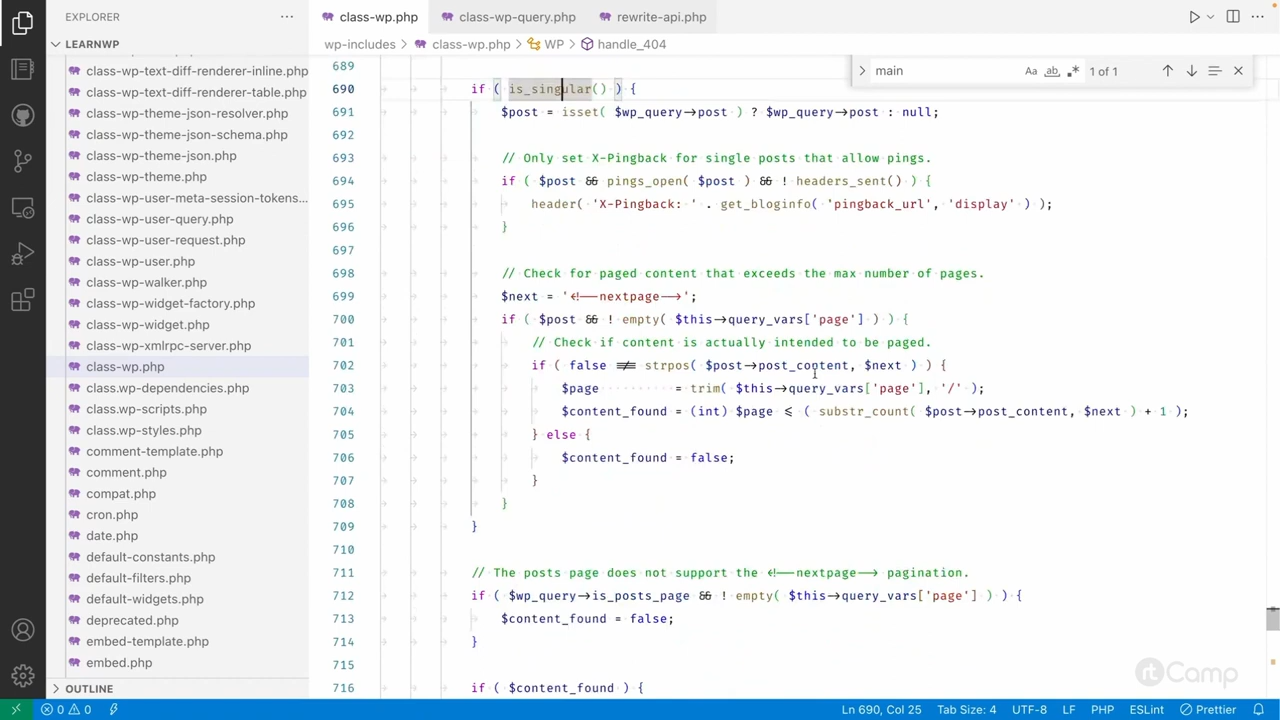 EXPLORER
class-wp.php
class-wp-query.php
rewrite-api.php
LEARNWP
wp-includes > class-wp.php > WP > handle_404
class-wp-text-diff-renderer-inline.php
class-wp-text-diff-renderer-table.php
class-wp-theme-json-resolver.php
class-wp-theme-json-schema.php
class-wp-theme-json.php
class-wp-theme.php
class-wp-user-meta-session-tokens...
class-wp-user-query.php
class-wp-user-request.php
class-wp-user.php
class-wp-walker.php
class-wp-widget-factory.php
class-wp-widget.php
class-wp-xmlrpc-server.php
class-wp.php
class.wp-dependencies.php
class.wp-scripts.php
class.wp-styles.php
comment-template.php
comment.php
compat.php
cron.php
date.php
default-constants.php
default-filters.php
default-widgets.php
deprecated.php
embed-template.php
embed.php
OUTLINE
main Aa ab 1 of 1
689
690 if ( is_singular() ) {
691 $post = isset( $wp_query->post ) ? $wp_query->post : null;
692
693 // Only set X-Pingback for single posts that allow pings.
694 if ( $post && pings_open( $post ) && ! headers_sent() ) {
695 header( 'X-Pingback: ' . get_bloginfo( 'pingback_url', 'display' ) );
696 }
697
698 // Check for paged content that exceeds the max number of pages.
699 $next = '<!--nextpage-->';
700 if ( $post && ! empty( $this->query_vars['page'] ) ) {
701 // Check if content is actually intended to be paged.
702 if ( false !== strpos( $post->post_content, $next ) ) {
703 $page = trim( $this->query_vars['page'], '/' );
704 $content_found = (int) $page <= ( substr_count( $post->post_content, $next ) + 1 );
705 } else {
706 $content_found = false;
707 }
708 }
709 }
710
711 // The posts page does not support the <!--nextpage--> pagination.
712 if ( $wp_query->is_posts_page && ! empty( $this->query_vars['page'] ) ) {
713 $content_found = false;
714 }
715
716 if ( $content_found ) {
rtCamp
0 0 Ln 690, Col 25 Tab Size: 4 UTF-8 LF PHP ESLint Prettier